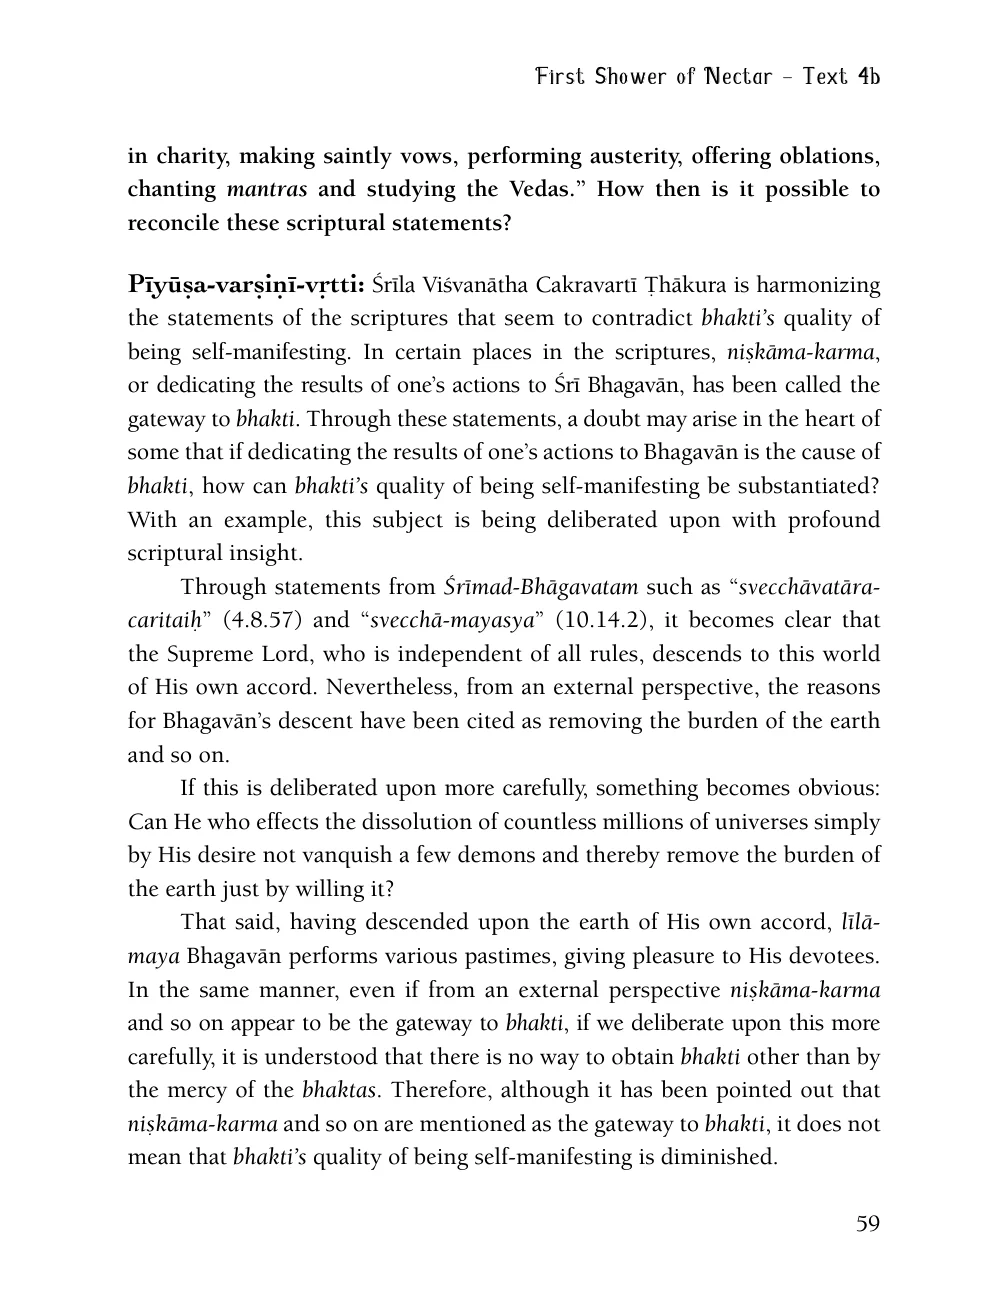 First Shower of Nectar – Text 4b
in charity, making saintly vows, performing austerity, offering oblations,
chanting mantras and studying the Vedas.” How then is it possible to
reconcile these scriptural statements?
Pīyūṣa-varṣiṇī-vṛtti: Śrīla Viśvanātha Cakravartī Ṭhākura is harmonizing
the statements of the scriptures that seem to contradict bhakti’s quality of
being self-manifesting. In certain places in the scriptures, niṣkāma-karma,
or dedicating the results of one’s actions to Śrī Bhagavān, has been called the
gateway to bhakti. Through these statements, a doubt may arise in the heart of
some that if dedicating the results of one’s actions to Bhagavān is the cause of
bhakti, how can bhakti’s quality of being self-manifesting be substantiated?
With an example, this subject is being deliberated upon with profound
scriptural insight.
Through statements from Śrīmad-Bhāgavatam such as “svecchāvatāra-
caritaiḥ” (4.8.57) and “svecchā-mayasya” (10.14.2), it becomes clear that
the Supreme Lord, who is independent of all rules, descends to this world
of His own accord. Nevertheless, from an external perspective, the reasons
for Bhagavān’s descent have been cited as removing the burden of the earth
and so on.
If this is deliberated upon more carefully, something becomes obvious:
Can He who effects the dissolution of countless millions of universes simply
by His desire not vanquish a few demons and thereby remove the burden of
the earth just by willing it?
That said, having descended upon the earth of His own accord, līlā-
maya Bhagavān performs various pastimes, giving pleasure to His devotees.
In the same manner, even if from an external perspective niṣkāma-karma
and so on appear to be the gateway to bhakti, if we deliberate upon this more
carefully, it is understood that there is no way to obtain bhakti other than by
the mercy of the bhaktas. Therefore, although it has been pointed out that
niṣkāma-karma and so on are mentioned as the gateway to bhakti, it does not
mean that bhakti’s quality of being self-manifesting is diminished.
59